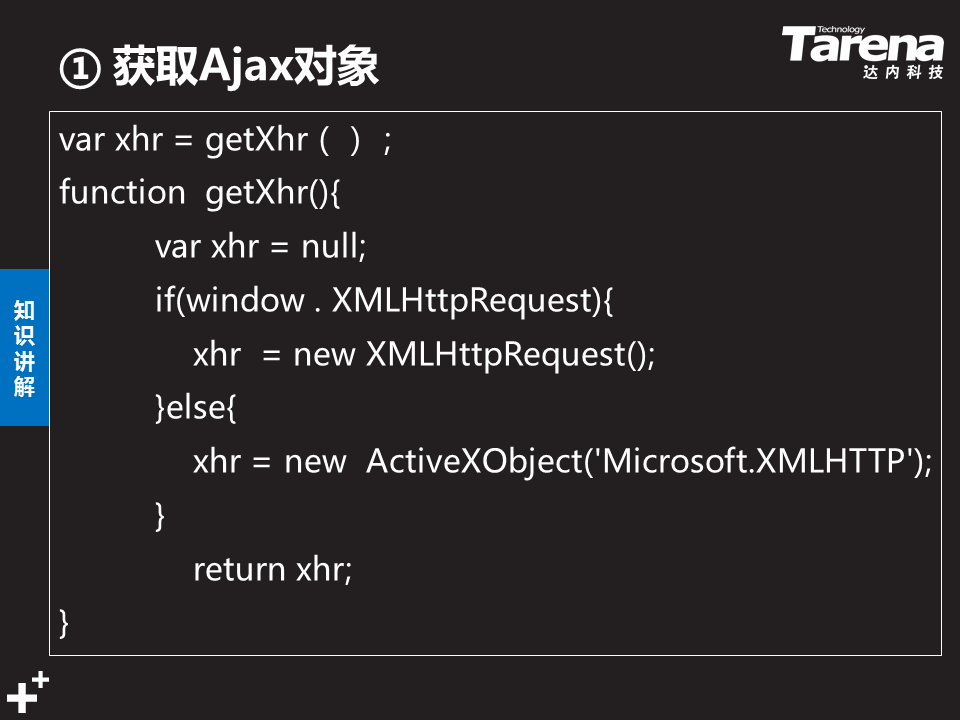 ① 获取Ajax对象
Technology
Tarena
达内科技
var xhr = getXhr（ ） ;
function  getXhr(){
var xhr = null;
if(window . XMLHttpRequest){
xhr  = new XMLHttpRequest();
}else{
xhr = new  ActiveXObject('Microsoft.XMLHTTP');
}
return xhr;
}
知
识
讲
解